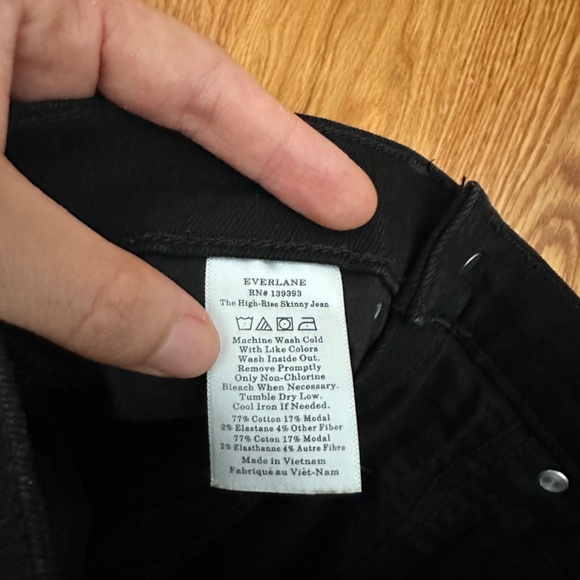 EVERLANE
RN# 139393
The High-Rise Skinny Jean
Machine Wash Cold
With Like Colors
Wash Inside Out.
Remove Promptly
Only Non-Chlorine
Bleach When Necessary.
Tumble Dry Low.
Cool Iron If Needed.
77% Cotton 17% Modal
2% Elastane 4% Other Fiber
77% Coton 17% Modal
2% Elasthanne 4% Autre Fibre
Made in Vietnam
Fabriqué au Viêt-Nam